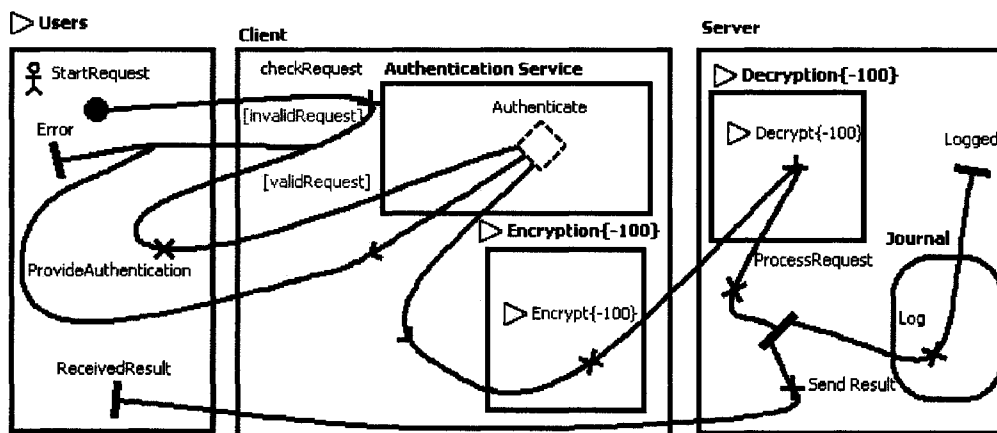 Users
Client
Server
StartRequest
checkRequest
Authentication Service
Decryption{-100}
Error
[invalidRequest]
Authenticate
Decrypt{-100}
Logged
[validRequest]
Encryption{-100}
Journal
ProvideAuthentication
ProcessRequest
Encrypt{-100}
Log
ReceivedResult
Send Result